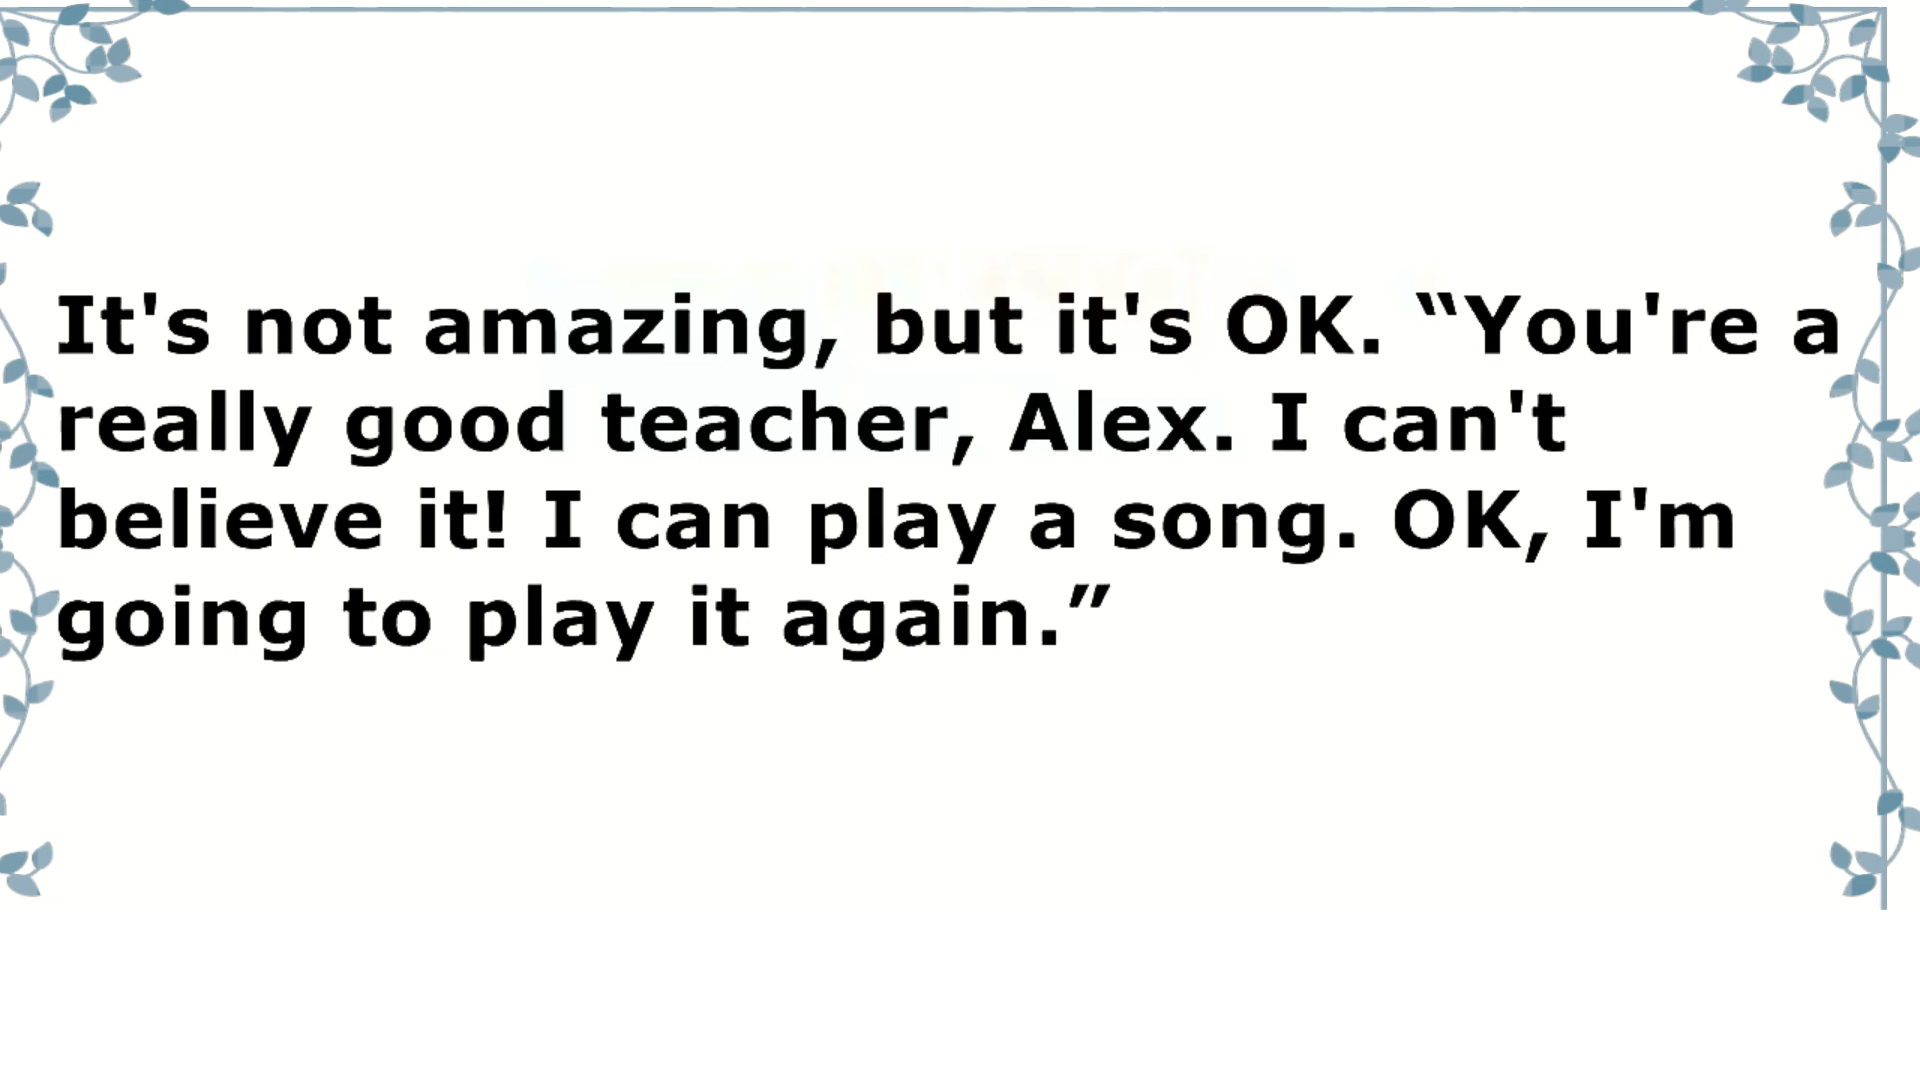 It's not amazing, but it's OK. “You're a
really good teacher, Alex. I can't
believe it! I can play a song. OK, I'm
going to play it again.”